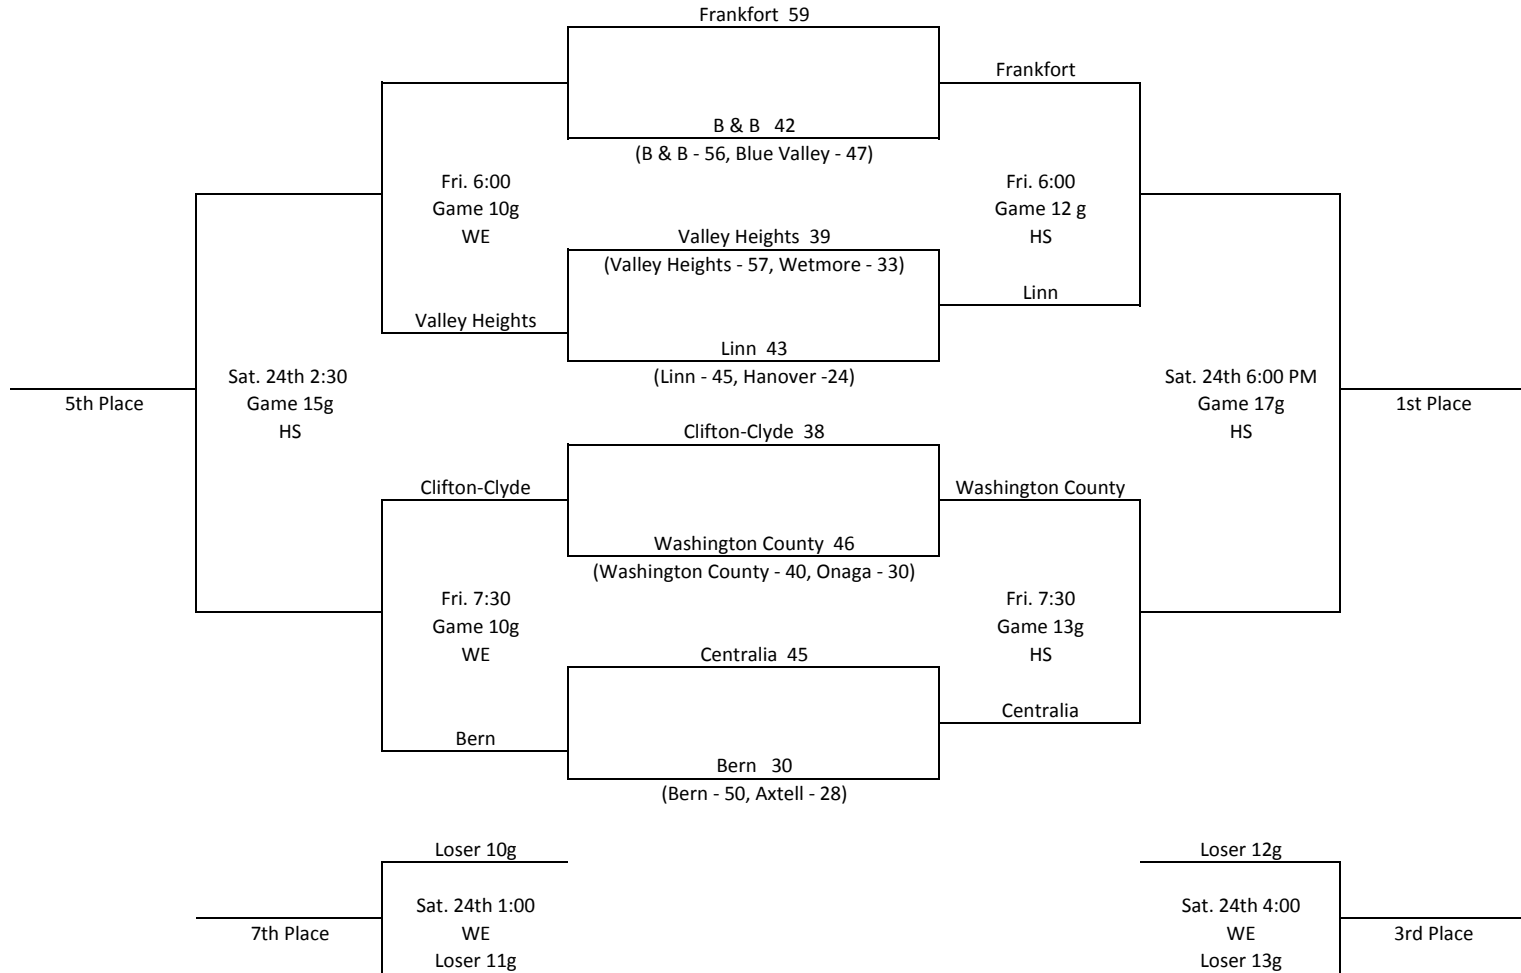 Frankfort 59
Frankfort
B & B 42
(B & B - 56, Blue Valley - 47)
Fri. 6:00
Game 10g
WE
Fri. 6:00
Game 12 g
HS
Valley Heights 39
(Valley Heights - 57, Wetmore - 33)
Linn
Valley Heights
Linn 43
(Linn - 45, Hanover -24)
Sat. 24th 2:30
Game 15g
HS
5th Place
Sat. 24th 6:00 PM
Game 17g
HS
1st Place
Clifton-Clyde 38
Clifton-Clyde
Washington County
Washington County 46
(Washington County - 40, Onaga - 30)
Fri. 7:30
Game 10g
WE
Fri. 7:30
Game 13g
HS
Centralia 45
Centralia
Bern
Bern 30
(Bern - 50, Axtell - 28)
Loser 10g
Sat. 24th 1:00
WE
Loser 11g
7th Place
Loser 12g
Sat. 24th 4:00
WE
Loser 13g
3rd Place